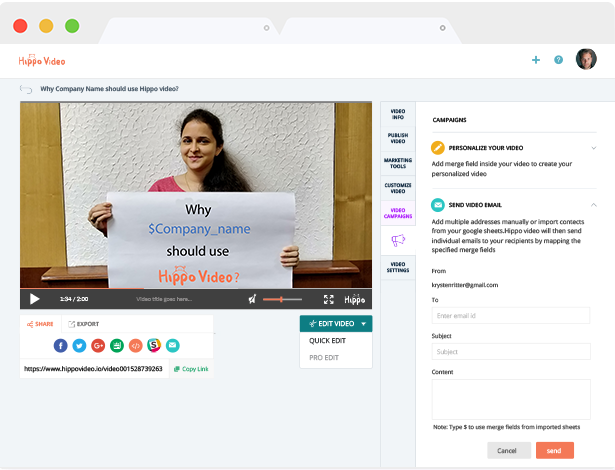 Hippo Video
Why Company Name should use Hippo video?
Why
$Company_name
should use
Hippo Video?
1:34 / 2:00
Video title goes here...
Hippo
SHARE
EXPORT
https://www.hippovideo.io/video001528739263
Copy Link
EDIT VIDEO
QUICK EDIT
PRO EDIT
VIDEO
INFO
PUBLISH
VIDEO
MARKETING
TOOLS
CUSTOMIZE
VIDEO
VIDEO
CAMPAIGNS
VIDEO
SETTINGS
CAMPAIGNS
PERSONALIZE YOUR VIDEO
Add merge field inside your video to create your
personalized video
SEND VIDEO EMAIL
Add multiple addresses manually or import contacts
from your google sheets.Hippo video will then send
individual emails to your recipients by mapping the
specified merge fields
From
krysterritter@gmail.com
To
Enter email id
Subject
Subject
Content
Note: Type $ to use merge fields from imported sheets
Cancel
send